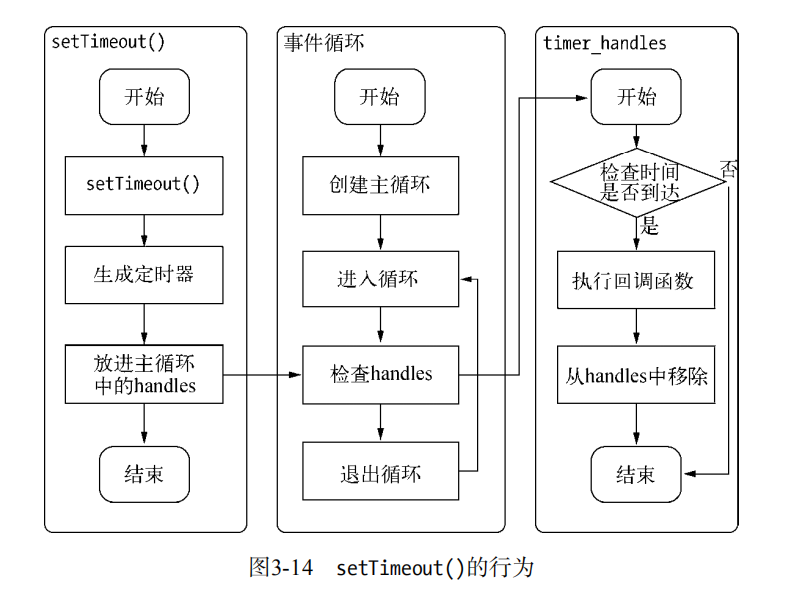 setTimeout()
开始
setTimeout()
生成定时器
放进主循环
中的handles
结束
事件循环
开始
创建主循环
进入循环
检查handles
退出循环
timer_handles
开始
检查时间
是否到达
否
是
执行回调函数
从handles中移除
结束
图3-14 setTimeout()的行为